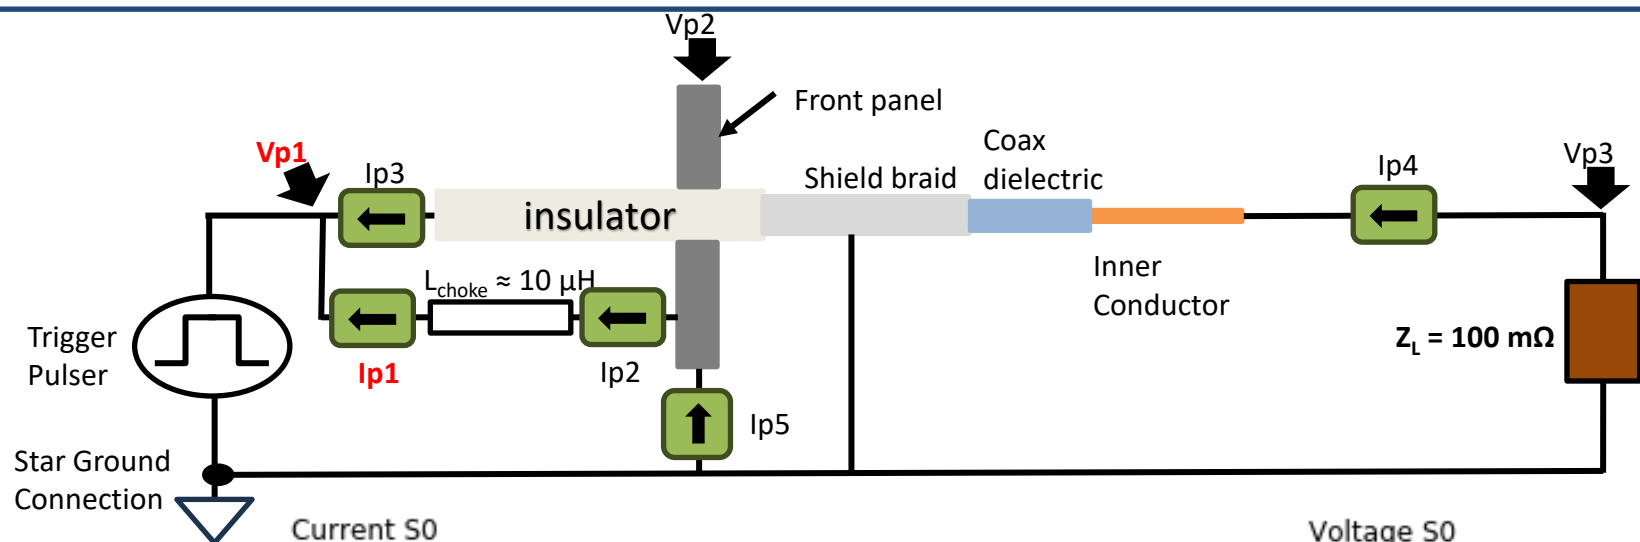 Vp2
Front panel
Vp1
Ip3
Coax
dielectric
Shield braid
Ip4
Vp3
insulator
Lchoke ≈ 10 µH
Inner
Conductor
Trigger
Pulser
ZL = 100 mΩ
Ip1
Ip2
Ip5
Star Ground
Connection
Current S0
Voltage S0